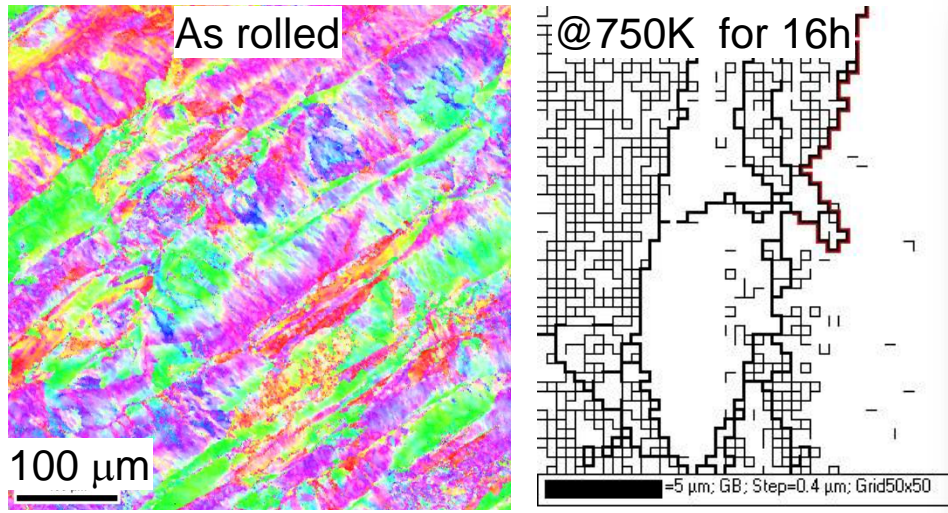 As rolled
100 μm
@750K for 16h
=5 µm; GB; Step=0.4 µm; Grid50x50